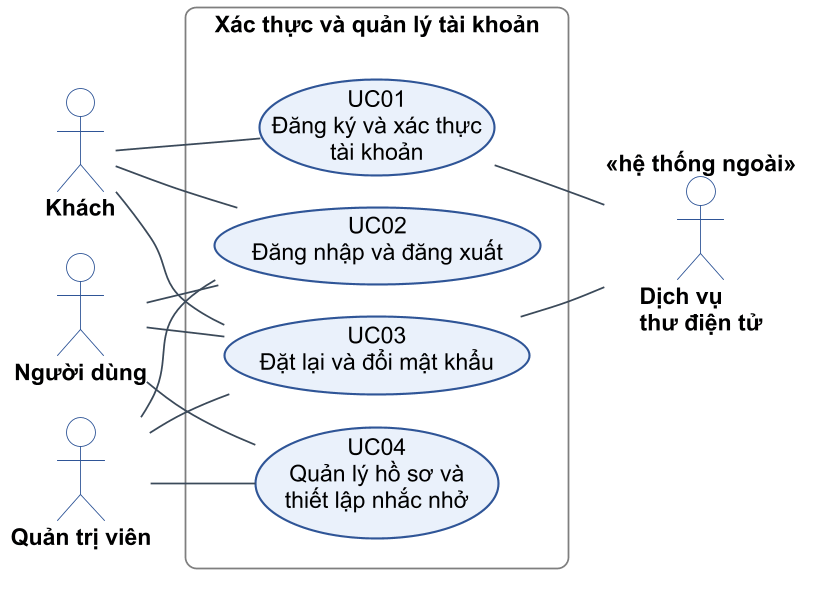 Xác thực và quản lý tài khoản
UC01
Đăng ký và xác thực
tài khoản
«hệ thống ngoài»
Khách
UC02
Đăng nhập và đăng xuất
Dịch vụ
thư điện tử
UC03
Đặt lại và đổi mật khẩu
Người dùng
UC04
Quản lý hồ sơ và
thiết lập nhắc nhở
Quản trị viên